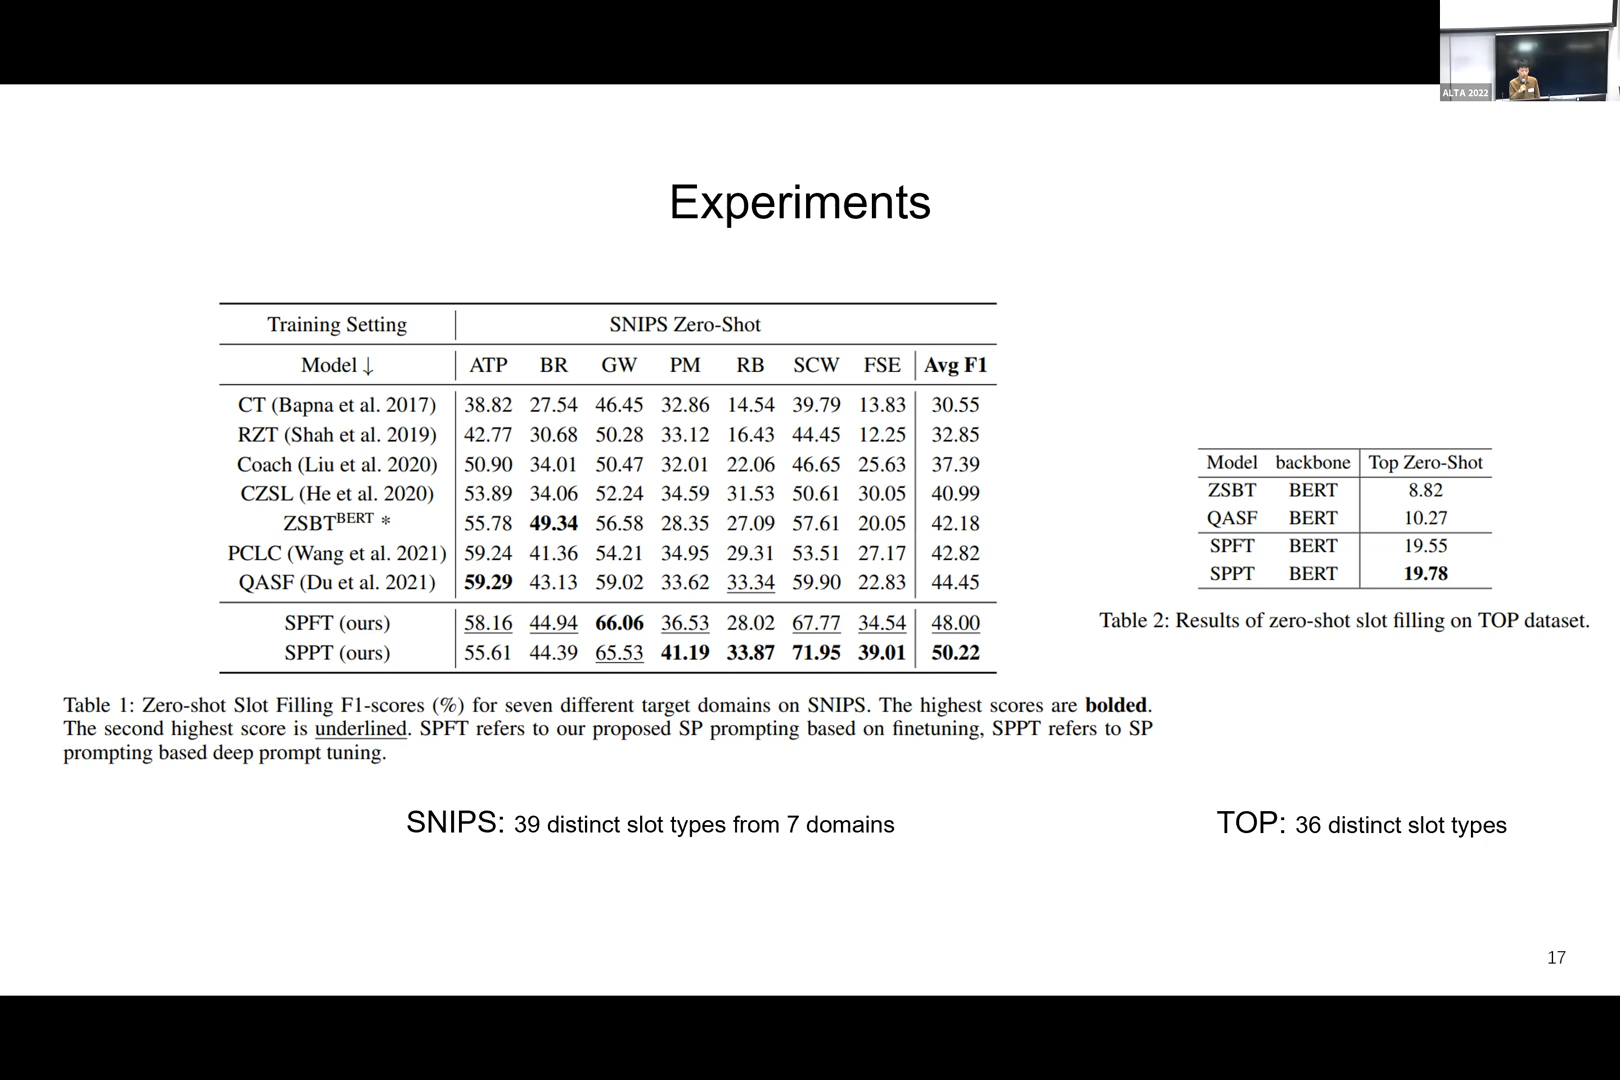 ALTA 2022
Experiments
Training Setting SNIPS Zero-Shot
Model ↓ ATP BR GW PM RB SCW FSE Avg F1
CT (Bapna et al. 2017) 38.82 27.54 46.45 32.86 14.54 39.79 13.83 30.55
RZT (Shah et al. 2019) 42.77 30.68 50.28 33.12 16.43 44.45 12.25 32.85
Coach (Liu et al. 2020) 50.90 34.01 50.47 32.01 22.06 46.65 25.63 37.39
CZSL (He et al. 2020) 53.89 34.06 52.24 34.59 31.53 50.61 30.05 40.99
ZSBTBERT * 55.78 49.34 56.58 28.35 27.09 57.61 20.05 42.18
PCLC (Wang et al. 2021) 59.24 41.36 54.21 34.95 29.31 53.51 27.17 42.82
QASF (Du et al. 2021) 59.29 43.13 59.02 33.62 33.34 59.90 22.83 44.45
SPFT (ours) 58.16 44.94 66.06 36.53 28.02 67.77 34.54 48.00
SPPT (ours) 55.61 44.39 65.53 41.19 33.87 71.95 39.01 50.22
Table 1: Zero-shot Slot Filling F1-scores (%) for seven different target domains on SNIPS. The highest scores are bolded.
The second highest score is underlined. SPFT refers to our proposed SP prompting based on finetuning, SPPT refers to SP
prompting based deep prompt tuning.
Model backbone Top Zero-Shot
ZSBT BERT 8.82
QASF BERT 10.27
SPFT BERT 19.55
SPPT BERT 19.78
Table 2: Results of zero-shot slot filling on TOP dataset.
SNIPS: 39 distinct slot types from 7 domains
TOP: 36 distinct slot types
17